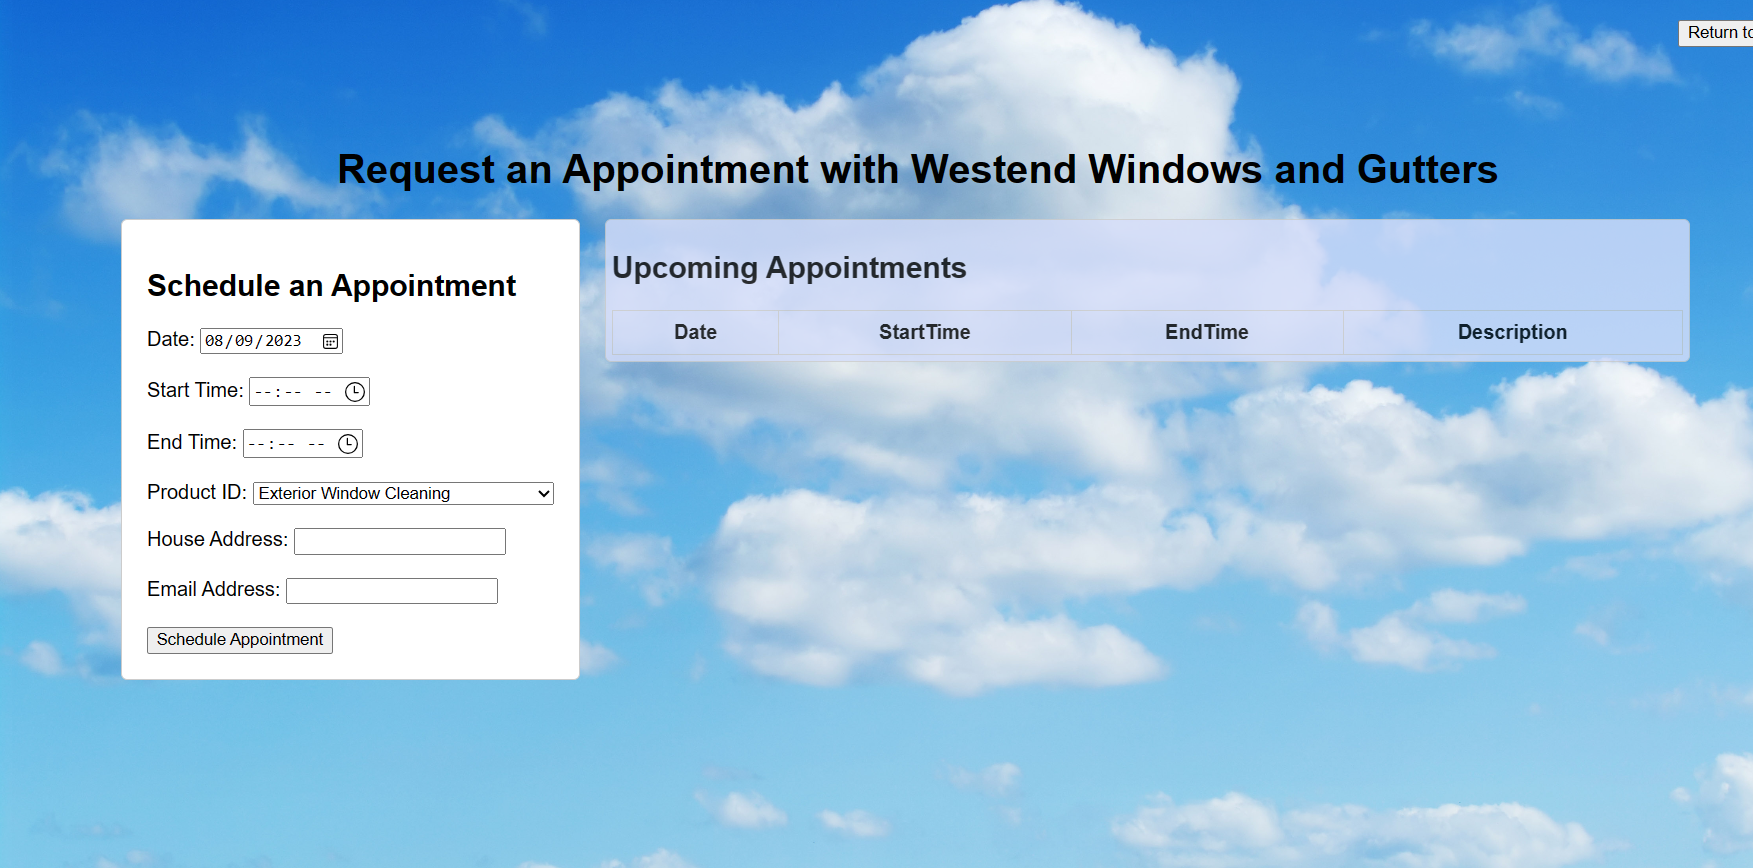 Return to
Request an Appointment with Westend Windows and Gutters
Schedule an Appointment
Date: 08/09/2023
Start Time: --:-- --
End Time: --:-- --
Product ID: Exterior Window Cleaning
House Address:
Email Address:
Schedule Appointment
Upcoming Appointments
Date StartTime EndTime Description